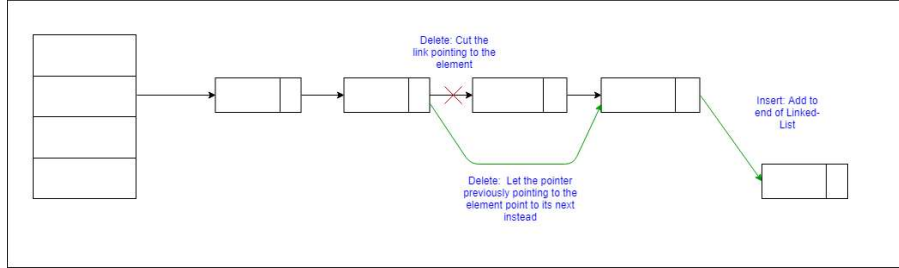 Delete: Cut the
link pointing to the
element
Insert: Add to
end of Linked-
List
Delete:  Let the pointer
previously pointing to the
element point to its next
instead